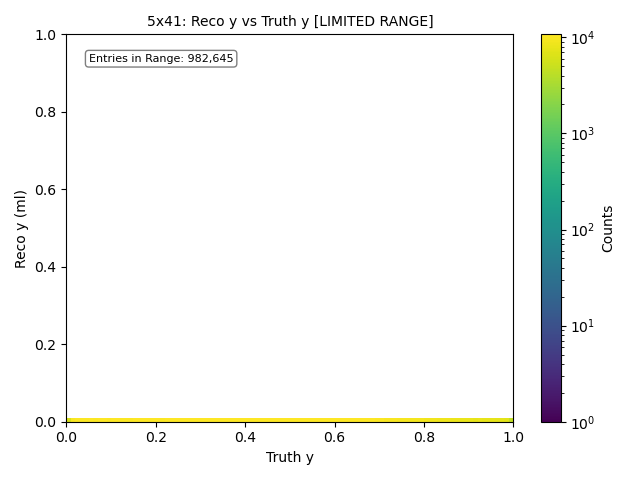 5x41: Reco y vs Truth y [LIMITED RANGE]
Entries in Range: 982,645
1.0
0.8
0.6
0.4
0.2
0.0
Reco y (ml)
0.0 0.2 0.4 0.6 0.8 1.0
Truth y
10⁴
10³
10²
10¹
10⁰
Counts